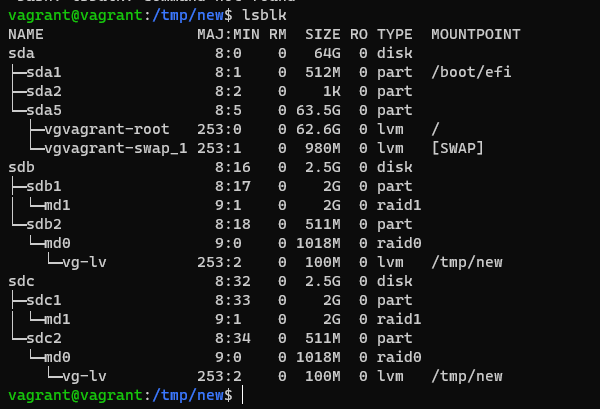 vagrant@vagrant:/tmp/new$ lsblk
NAME                 MAJ:MIN RM  SIZE RO TYPE  MOUNTPOINT
sda                    8:0    0   64G  0 disk
├─sda1                 8:1    0  512M  0 part  /boot/efi
├─sda2                 8:2    0    1K  0 part
└─sda5                 8:5    0 63.5G  0 part
  ├─vgvagrant-root   253:0    0 62.6G  0 lvm   /
  └─vgvagrant-swap_1 253:1    0  980M  0 lvm   [SWAP]
sdb                    8:16   0  2.5G  0 disk
├─sdb1                 8:17   0    2G  0 part
│ └─md1                9:1    0    2G  0 raid1
└─sdb2                 8:18   0  511M  0 part
  └─md0                9:0    0 1018M  0 raid0
    └─vg-lv          253:2    0  100M  0 lvm   /tmp/new
sdc                    8:32   0  2.5G  0 disk
├─sdc1                 8:33   0    2G  0 part
│ └─md1                9:1    0    2G  0 raid1
└─sdc2                 8:34   0  511M  0 part
  └─md0                9:0    0 1018M  0 raid0
    └─vg-lv          253:2    0  100M  0 lvm   /tmp/new
vagrant@vagrant:/tmp/new$